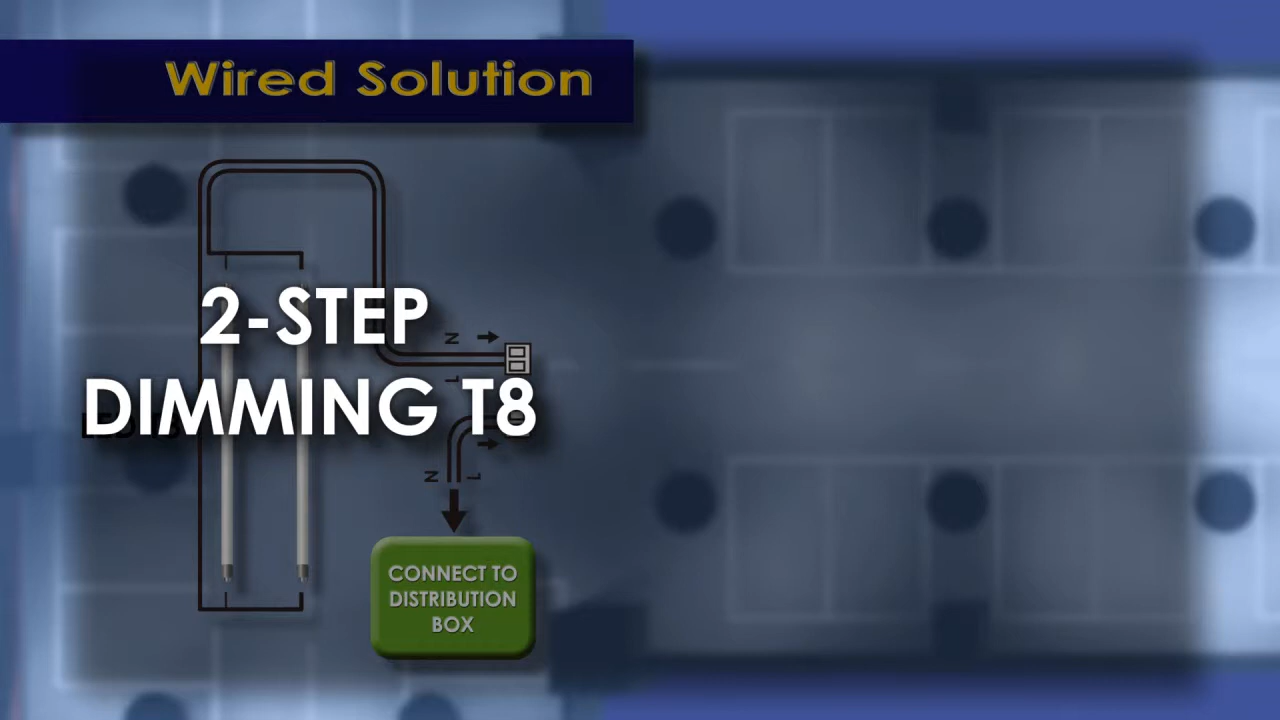 Wired Solution
2-STEP
DIMMING T8
N
L
N
L
CONNECT TO
DISTRIBUTION
BOX